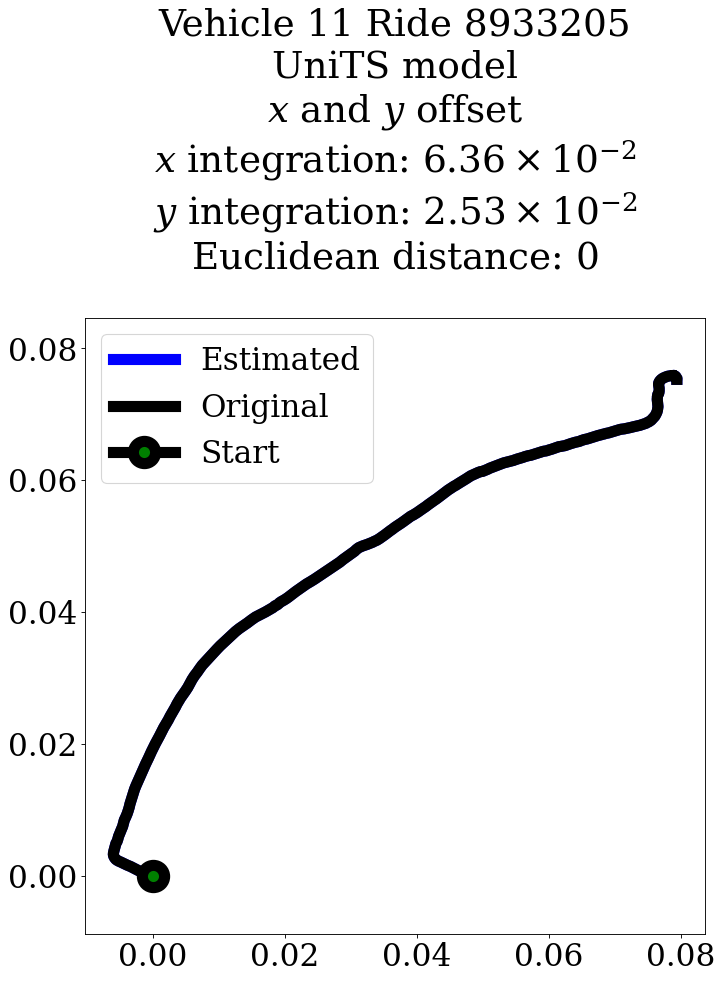 Vehicle 11 Ride 8933205
UniTS model
x and y offset
x integration: 6.36 × 10⁻²
y integration: 2.53 × 10⁻²
Euclidean distance: 0
Estimated
Original
Start
0.08
0.06
0.04
0.02
0.00
0.00 0.02 0.04 0.06 0.08